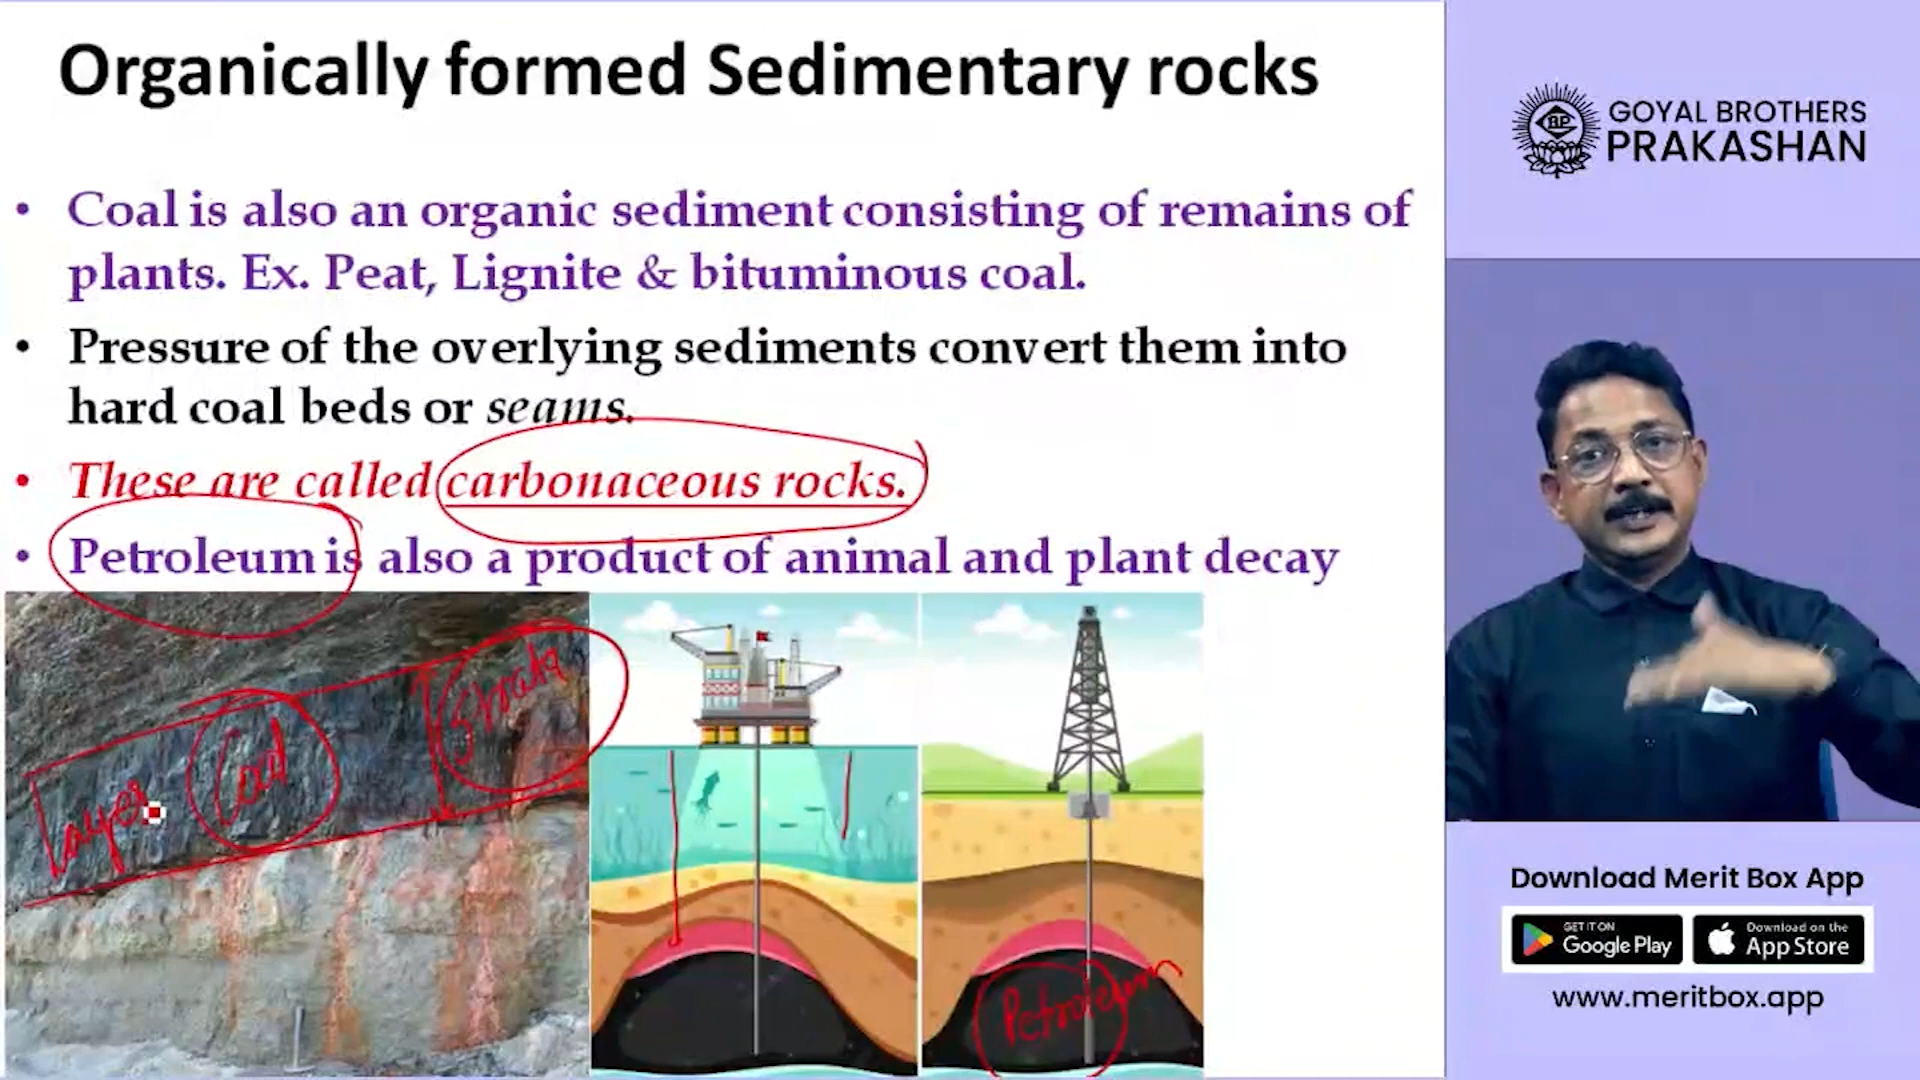 Organically formed Sedimentary rocks
• Coal is also an organic sediment consisting of remains of
plants. Ex. Peat, Lignite & bituminous coal.
• Pressure of the overlying sediments convert them into
hard coal beds or seams.
• These are called carbonaceous rocks.
• Petroleum is also a product of animal and plant decay
Layer
Coal
Petroleum
GBP
GOYAL BROTHERS
PRAKASHAN
Download Merit Box App
GET IT ON
Google Play
Download on the
App Store
www.meritbox.app